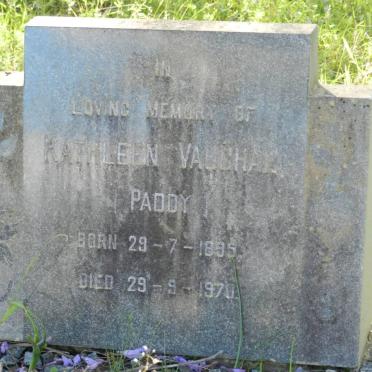 IN
LOVING MEMORY OF
KATHLEEN VAUGHAN
(PADDY)
BORN 29-7-1895
DIED 29-9-1970